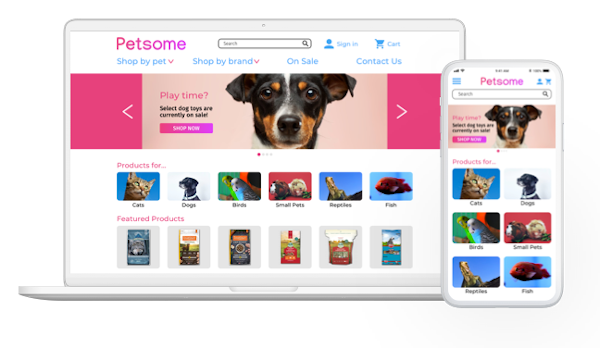 Petsome
Search
Sign In
Cart
Shop by pet
Shop by brand
On Sale
Contact Us
Play time?
Select dog toys are
currently on sale!
SHOP NOW
Products for...
Cats
Dogs
Birds
Small Pets
Reptiles
Fish
Featured Products
9:41 AM
100%
Petsome
Search
Play time?
Select dog toys are
currently on sale!
SHOP NOW
Products for...
Cats
Dogs
Birds
Small Pets
Reptiles
Fish